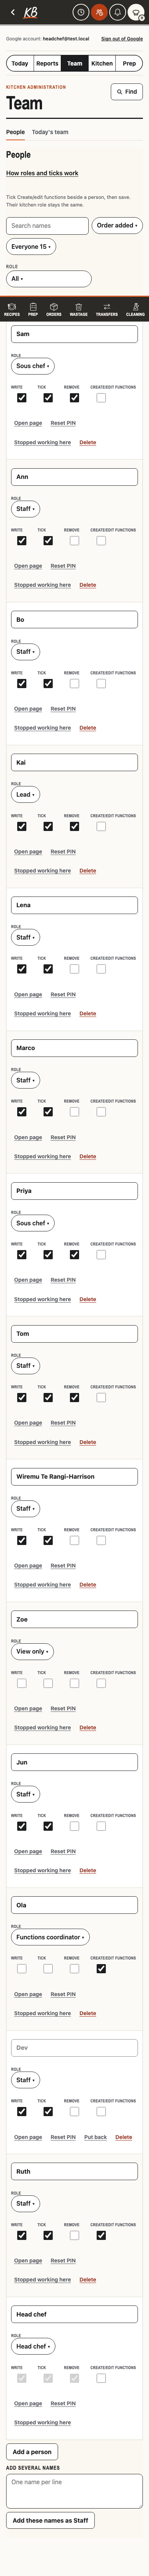 KB
Google account: headchef@test.local Sign out of Google
Today Reports Team Kitchen Prep
KITCHEN ADMINISTRATION
Team
Find
People Today's team
People
How roles and ticks work
Tick Create/edit functions beside a person, then save.
Their kitchen role stays the same.
Search names Order added
Everyone 15
ROLE
All
RECIPES PREP ORDERS WASTAGE TRANSFERS CLEANING
Sam
ROLE
Sous chef
WRITE TICK REMOVE CREATE/EDIT FUNCTIONS
Open page Reset PIN
Stopped working here Delete
Ann
ROLE
Staff
WRITE TICK REMOVE CREATE/EDIT FUNCTIONS
Open page Reset PIN
Stopped working here Delete
Bo
ROLE
Staff
WRITE TICK REMOVE CREATE/EDIT FUNCTIONS
Open page Reset PIN
Stopped working here Delete
Kai
ROLE
Lead
WRITE TICK REMOVE CREATE/EDIT FUNCTIONS
Open page Reset PIN
Stopped working here Delete
Lena
ROLE
Staff
WRITE TICK REMOVE CREATE/EDIT FUNCTIONS
Open page Reset PIN
Stopped working here Delete
Marco
ROLE
Staff
WRITE TICK REMOVE CREATE/EDIT FUNCTIONS
Open page Reset PIN
Stopped working here Delete
Priya
ROLE
Sous chef
WRITE TICK REMOVE CREATE/EDIT FUNCTIONS
Open page Reset PIN
Stopped working here Delete
Tom
ROLE
Staff
WRITE TICK REMOVE CREATE/EDIT FUNCTIONS
Open page Reset PIN
Stopped working here Delete
Wiremu Te Rangi-Harrison
ROLE
Staff
WRITE TICK REMOVE CREATE/EDIT FUNCTIONS
Open page Reset PIN
Stopped working here Delete
Zoe
ROLE
View only
WRITE TICK REMOVE CREATE/EDIT FUNCTIONS
Open page Reset PIN
Stopped working here Delete
Jun
ROLE
Staff
WRITE TICK REMOVE CREATE/EDIT FUNCTIONS
Open page Reset PIN
Stopped working here Delete
Ola
ROLE
Functions coordinator
WRITE TICK REMOVE CREATE/EDIT FUNCTIONS
Open page Reset PIN
Stopped working here Delete
Dev
ROLE
Staff
WRITE TICK REMOVE CREATE/EDIT FUNCTIONS
Open page Reset PIN Put back Delete
Ruth
ROLE
Staff
WRITE TICK REMOVE CREATE/EDIT FUNCTIONS
Open page Reset PIN
Stopped working here Delete
Head chef
ROLE
Head chef
WRITE TICK REMOVE CREATE/EDIT FUNCTIONS
Open page Reset PIN
Stopped working here
Add a person
ADD SEVERAL NAMES
One name per line
Add these names as Staff